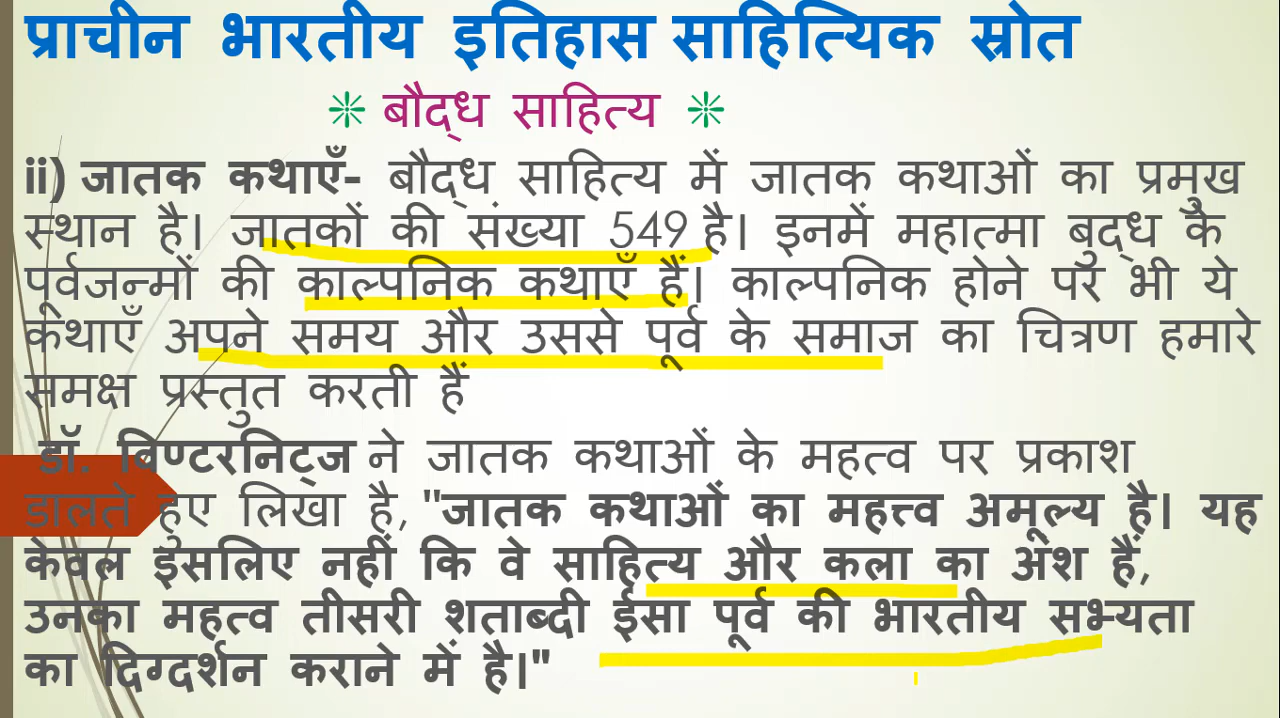 प्राचीन भारतीय इतिहास साहित्यिक स्रोत
बौद्ध साहित्य
ii) जातक कथाएँ- बौद्ध साहित्य में जातक कथाओं का प्रमुख
स्थान है। जातकों की संख्या 549 है। इनमें महात्मा बुद्ध के
पूर्वजन्मों की काल्पनिक कथाएँ हैं। काल्पनिक होने पर भी ये
कथाएँ अपने समय और उससे पूर्व के समाज का चित्रण हमारे
समक्ष प्रस्तुत करती हैं
डॉ. विण्टरनिट्ज ने जातक कथाओं के महत्व पर प्रकाश
डालते हुए लिखा है, "जातक कथाओं का महत्त्व अमूल्य है। यह
केवल इसलिए नहीं कि वे साहित्य और कला का अंश हैं,
उनका महत्व तीसरी शताब्दी ईसा पूर्व की भारतीय सभ्यता
का दिग्दर्शन कराने में है।"